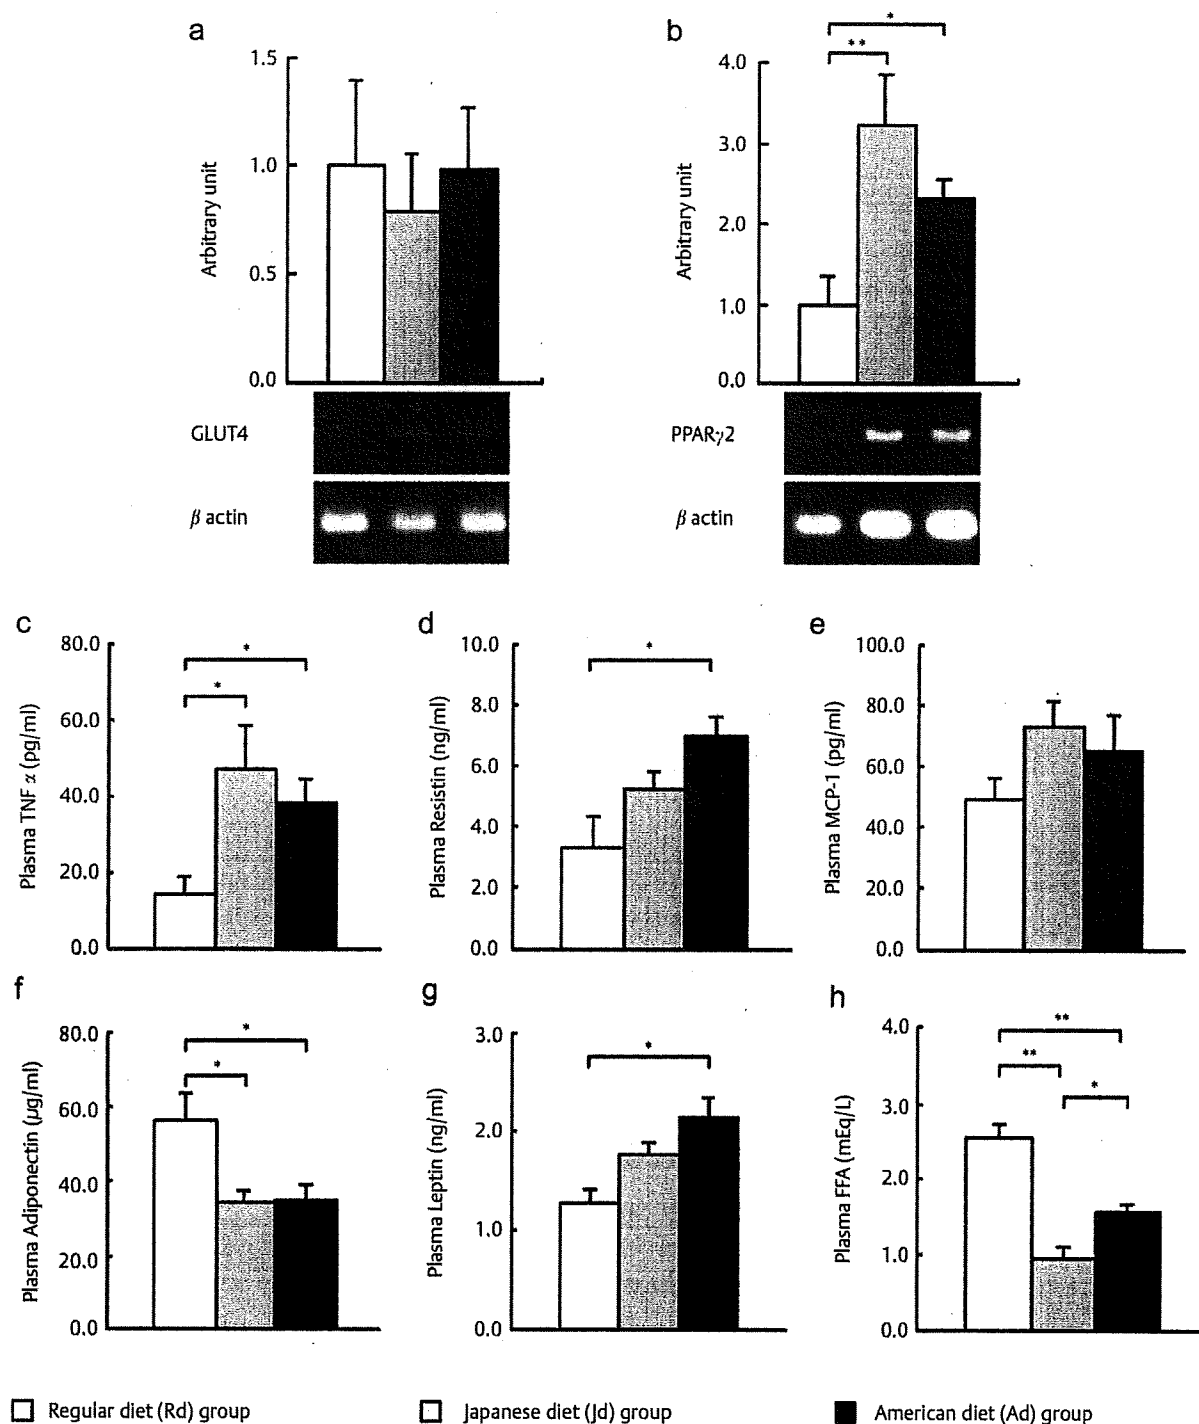 a
1.5
1.0
0.5
0.0
Arbitrary unit
GLUT4
β actin
b
* 
**
4.0
3.0
2.0
1.0
0.0
Arbitrary unit
PPARγ2
β actin
c
80.0
60.0
40.0
20.0
0.0
Plasma TNF α (pg/ml)
*
*
d
10.0
8.0
6.0
4.0
2.0
0.0
Plasma Resistin (ng/ml)
*
e
100.0
80.0
60.0
40.0
20.0
0.0
Plasma MCP-1 (pg/ml)
f
80.0
60.0
40.0
20.0
0.0
Plasma Adiponectin (µg/ml)
*
*
g
3.0
2.0
1.0
0.0
Plasma Leptin (ng/ml)
*
h
4.0
3.0
2.0
1.0
0.0
Plasma FFA (mEq/L)
**
**
*
Regular diet (Rd) group
Japanese diet (Jd) group
American diet (Ad) group